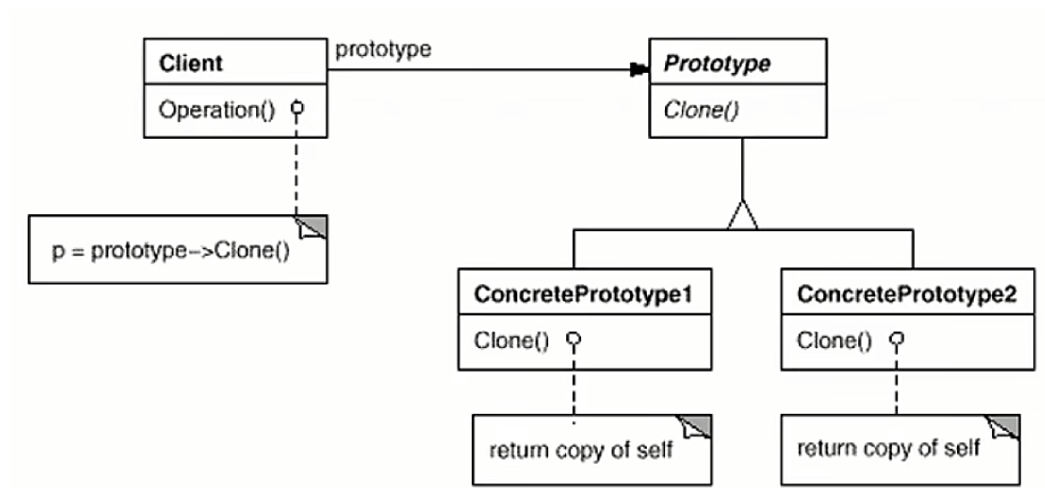 prototype
Client
Operation()
Prototype
Clone()
p = prototype–>Clone()
ConcretePrototype1
Clone()
ConcretePrototype2
Clone()
return copy of self
return copy of self